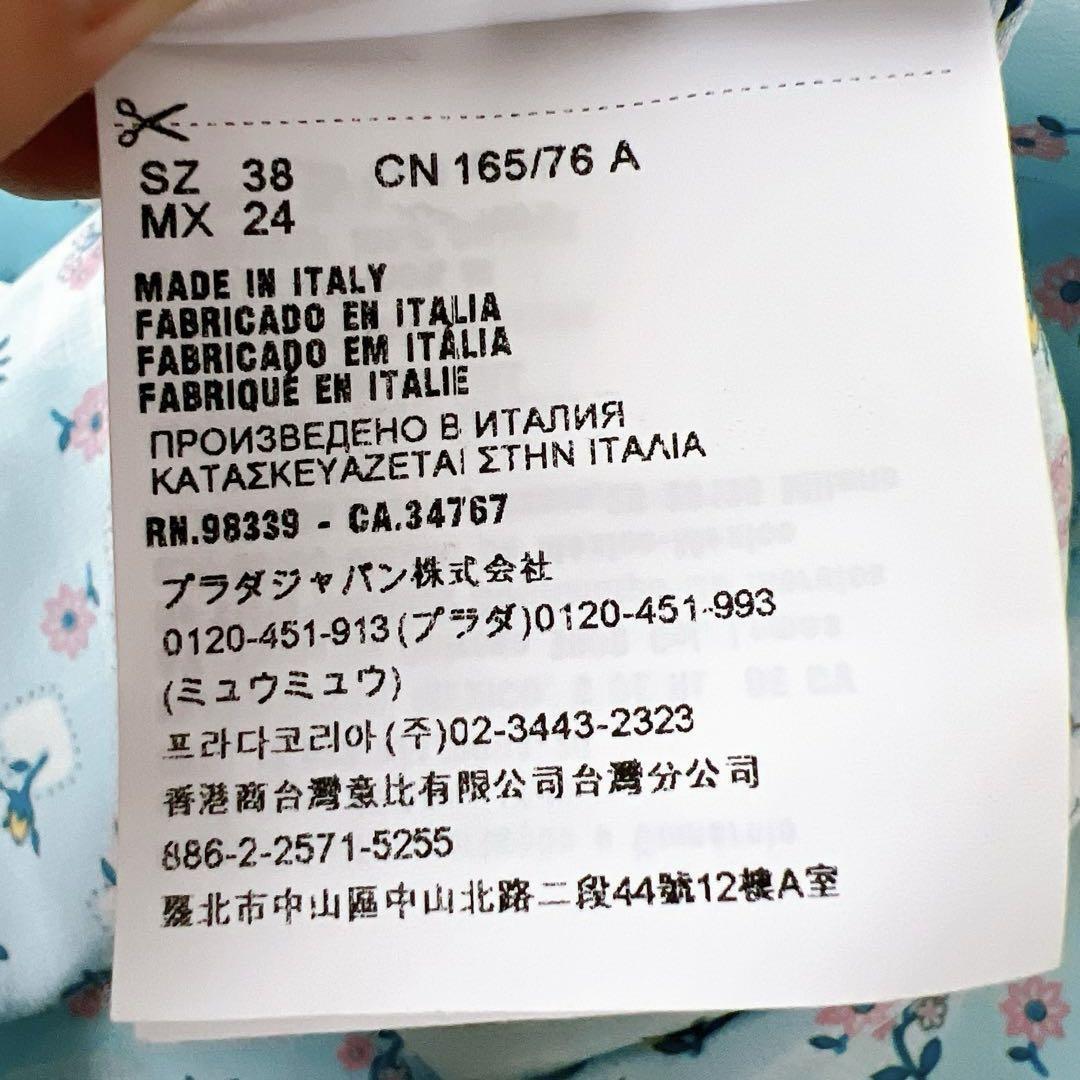 SZ 38 CN 165/76 A
MX 24
MADE IN ITALY
FABRICADO EN ITALIA
FABRICADO EM ITÁLIA
FABRIQUÉ EN ITALIE
ПРОИЗВЕДЕНО В ИТАЛИЯ
ΚΑΤΑΣΚΕΥΑΖΕΤΑΙ ΣΤΗΝ ΙΤΑΛΙΑ
RN.98339 - CA.34767
プラダジャパン株式会社
0120-451-913(プラダ)0120-451-993
(ミュウミュウ)
프라다코리아(주)02-3443-2323
香港商台灣意比有限公司台灣分公司
886-2-2571-5255
臺北市中山區中山北路二段44號12樓A室